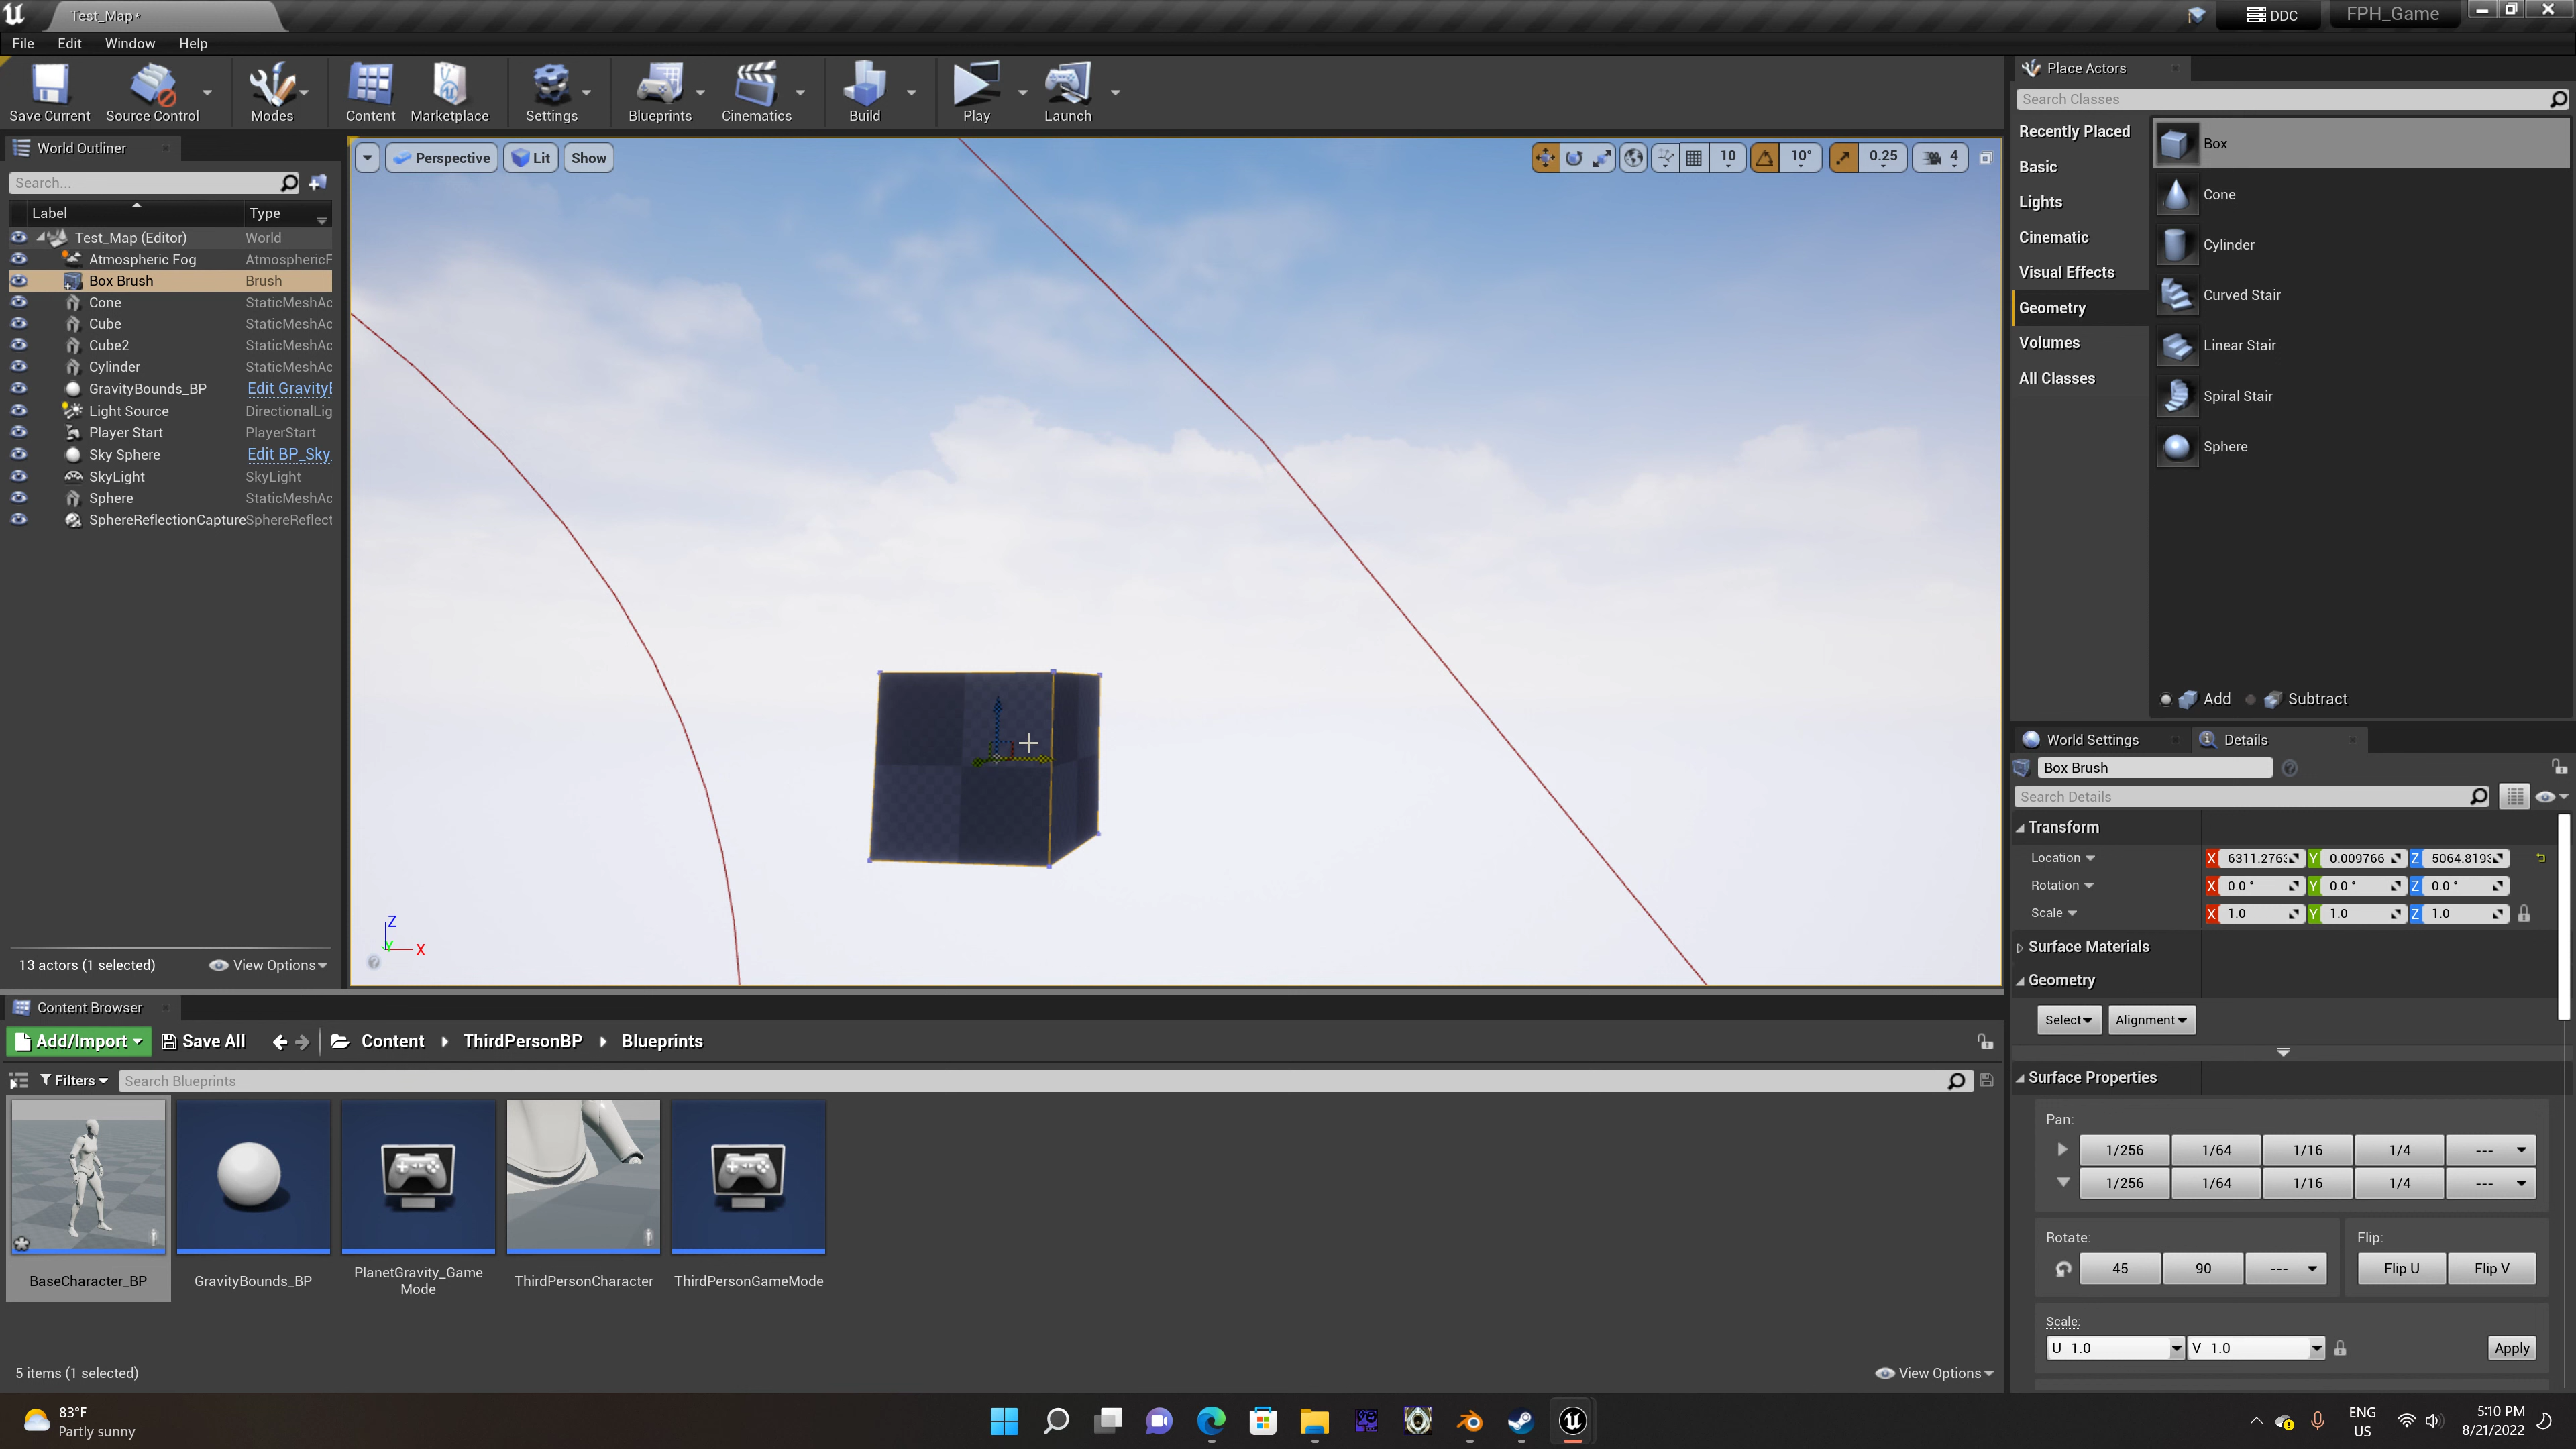 Test_Map*
DDC
FPH_Game
File Edit Window Help
Save Current
Source Control
Modes
Content
Marketplace
Settings
Blueprints
Cinematics
Build
Play
Launch
World Outliner
Search...
Label Type
Test_Map (Editor) World
Atmospheric Fog AtmosphericF
Box Brush Brush
Cone StaticMeshAc
Cube StaticMeshAc
Cube2 StaticMeshAc
Cylinder StaticMeshAc
GravityBounds_BP Edit GravityB
Light Source DirectionalLig
Player Start PlayerStart
Sky Sphere Edit BP_Sky_
SkyLight SkyLight
Sphere StaticMeshAc
SphereReflectionCapture SphereReflect
13 actors (1 selected) View Options
Perspective Lit Show
10 10° 0.25 4
Z
Y X
Place Actors
Search Classes
Recently Placed
Basic
Lights
Cinematic
Visual Effects
Geometry
Volumes
All Classes
Box
Cone
Cylinder
Curved Stair
Linear Stair
Spiral Stair
Sphere
Add Subtract
World Settings Details
Box Brush
Search Details
Transform
Location X 6311.276 Y 0.009766 Z 5064.819
Rotation X 0.0 ° Y 0.0 ° Z 0.0 °
Scale X 1.0 Y 1.0 Z 1.0
Surface Materials
Geometry
Select Alignment
Surface Properties
Pan:
1/256 1/64 1/16 1/4 ---
1/256 1/64 1/16 1/4 ---
Rotate: Flip:
45 90 --- Flip U Flip V
Scale:
U 1.0 V 1.0 Apply
Content Browser
Add/Import Save All Content ThirdPersonBP Blueprints
Filters Search Blueprints
BaseCharacter_BP
GravityBounds_BP
PlanetGravity_Game
Mode
ThirdPersonCharacter
ThirdPersonGameMode
5 items (1 selected) View Options
83°F
Partly sunny
ENG
US
5:10 PM
8/21/2022